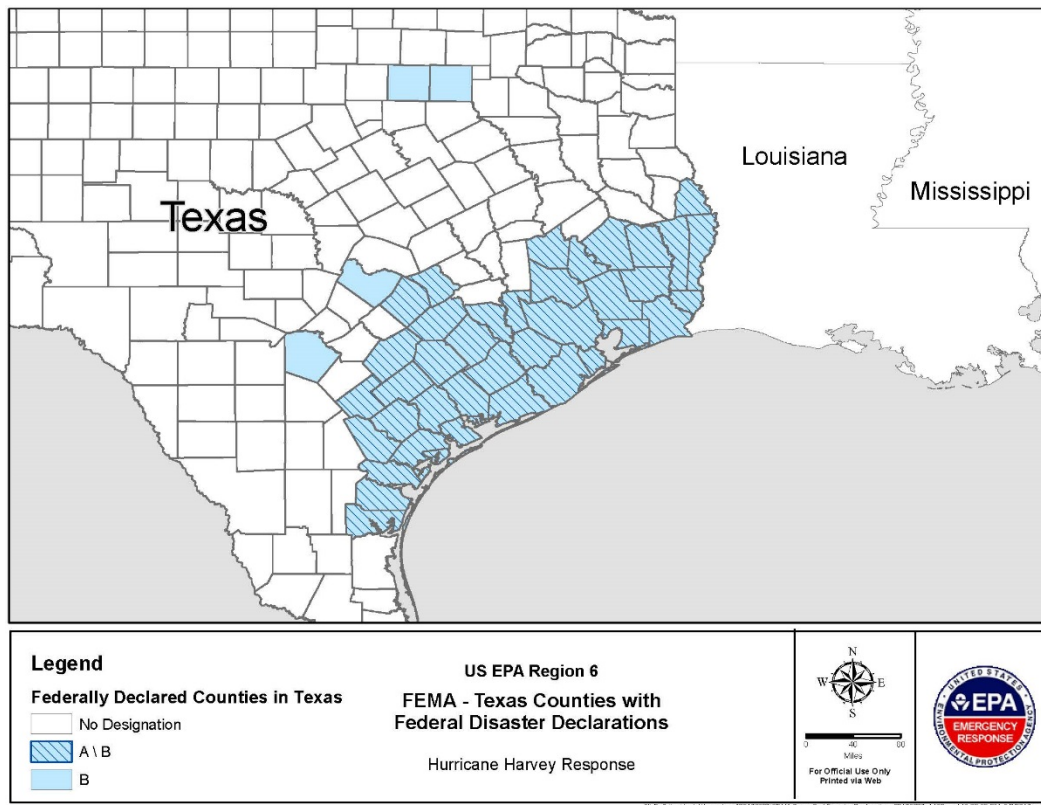 Louisiana
Mississippi
Texas
Legend
Federally Declared Counties in Texas
No Designation
A \ B
B
US EPA Region 6
FEMA - Texas Counties with
Federal Disaster Declarations
Hurricane Harvey Response
N
W E
S
0 40 80
Miles
For Official Use Only
Printed via Web
UNITED STATES
EPA
EMERGENCY
RESPONSE
ENVIRONMENTAL PROTECTION AGENCY